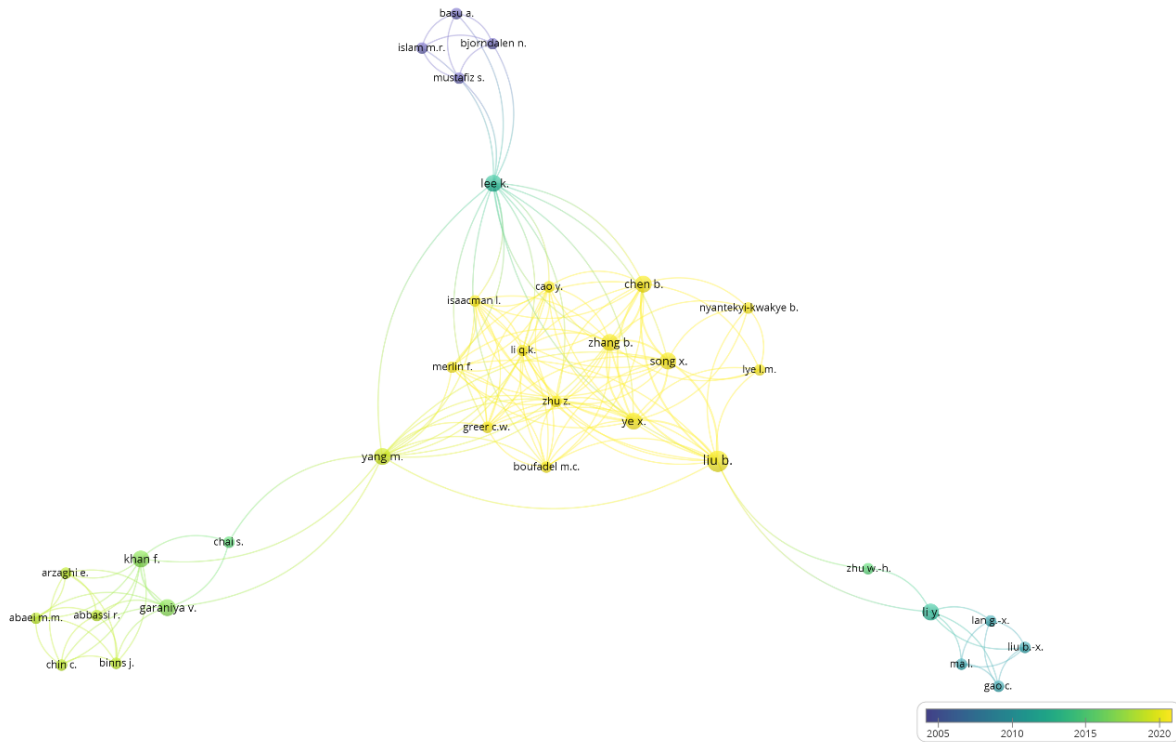 basu a.
islam m.r.
bjorndalen n.
mustafiz s.
lee k.
cao y.
chen b.
isaacman l.
nyantekyi-kwakye b.
li q.k.
zhang b.
merlin f.
song x.
lye l.m.
zhu z.
greer c.w.
ye x.
yang m.
boufadel m.c.
liu b.
chai s.
khan f.
arzaghi e.
zhu w.-h.
garaniya v.
abaei m.m.
abbassi r.
li y.
lan g.-x.
liu b.-x.
chin c.
binns j.
ma l.
gao c.
2005 2010 2015 2020